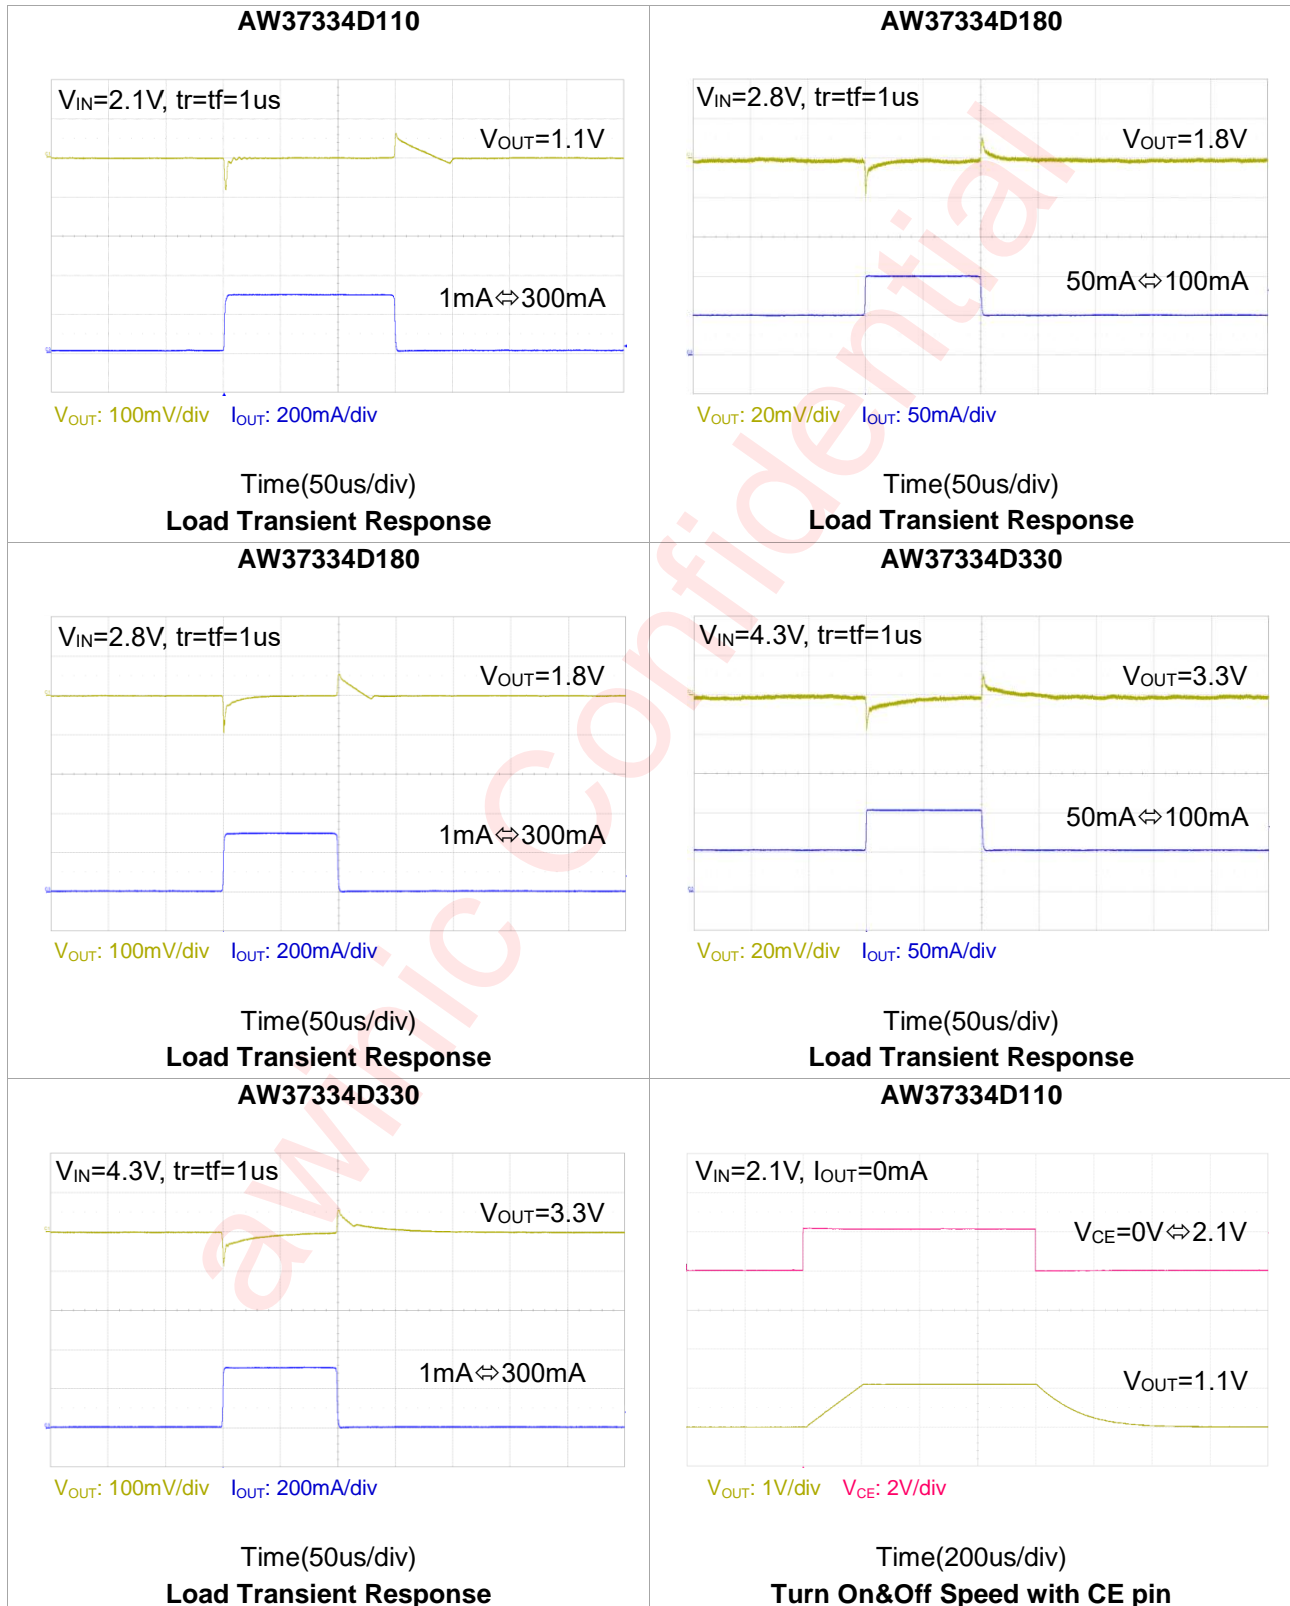 AW37334D110
VIN=2.1V, tr=tf=1us
VOUT=1.1V
1mA⇔300mA
VOUT: 100mV/div IOUT: 200mA/div
Time(50us/div)
Load Transient Response
AW37334D180
VIN=2.8V, tr=tf=1us
VOUT=1.8V
50mA⇔100mA
VOUT: 20mV/div IOUT: 50mA/div
Time(50us/div)
Load Transient Response
AW37334D180
VIN=2.8V, tr=tf=1us
VOUT=1.8V
1mA⇔300mA
VOUT: 100mV/div IOUT: 200mA/div
Time(50us/div)
Load Transient Response
AW37334D330
VIN=4.3V, tr=tf=1us
VOUT=3.3V
50mA⇔100mA
VOUT: 20mV/div IOUT: 50mA/div
Time(50us/div)
Load Transient Response
AW37334D330
VIN=4.3V, tr=tf=1us
VOUT=3.3V
1mA⇔300mA
VOUT: 100mV/div IOUT: 200mA/div
Time(50us/div)
Load Transient Response
AW37334D110
VIN=2.1V, IOUT=0mA
VCE=0V⇔2.1V
VOUT=1.1V
VOUT: 1V/div VCE: 2V/div
Time(200us/div)
Turn On&Off Speed with CE pin
awinic Confidential